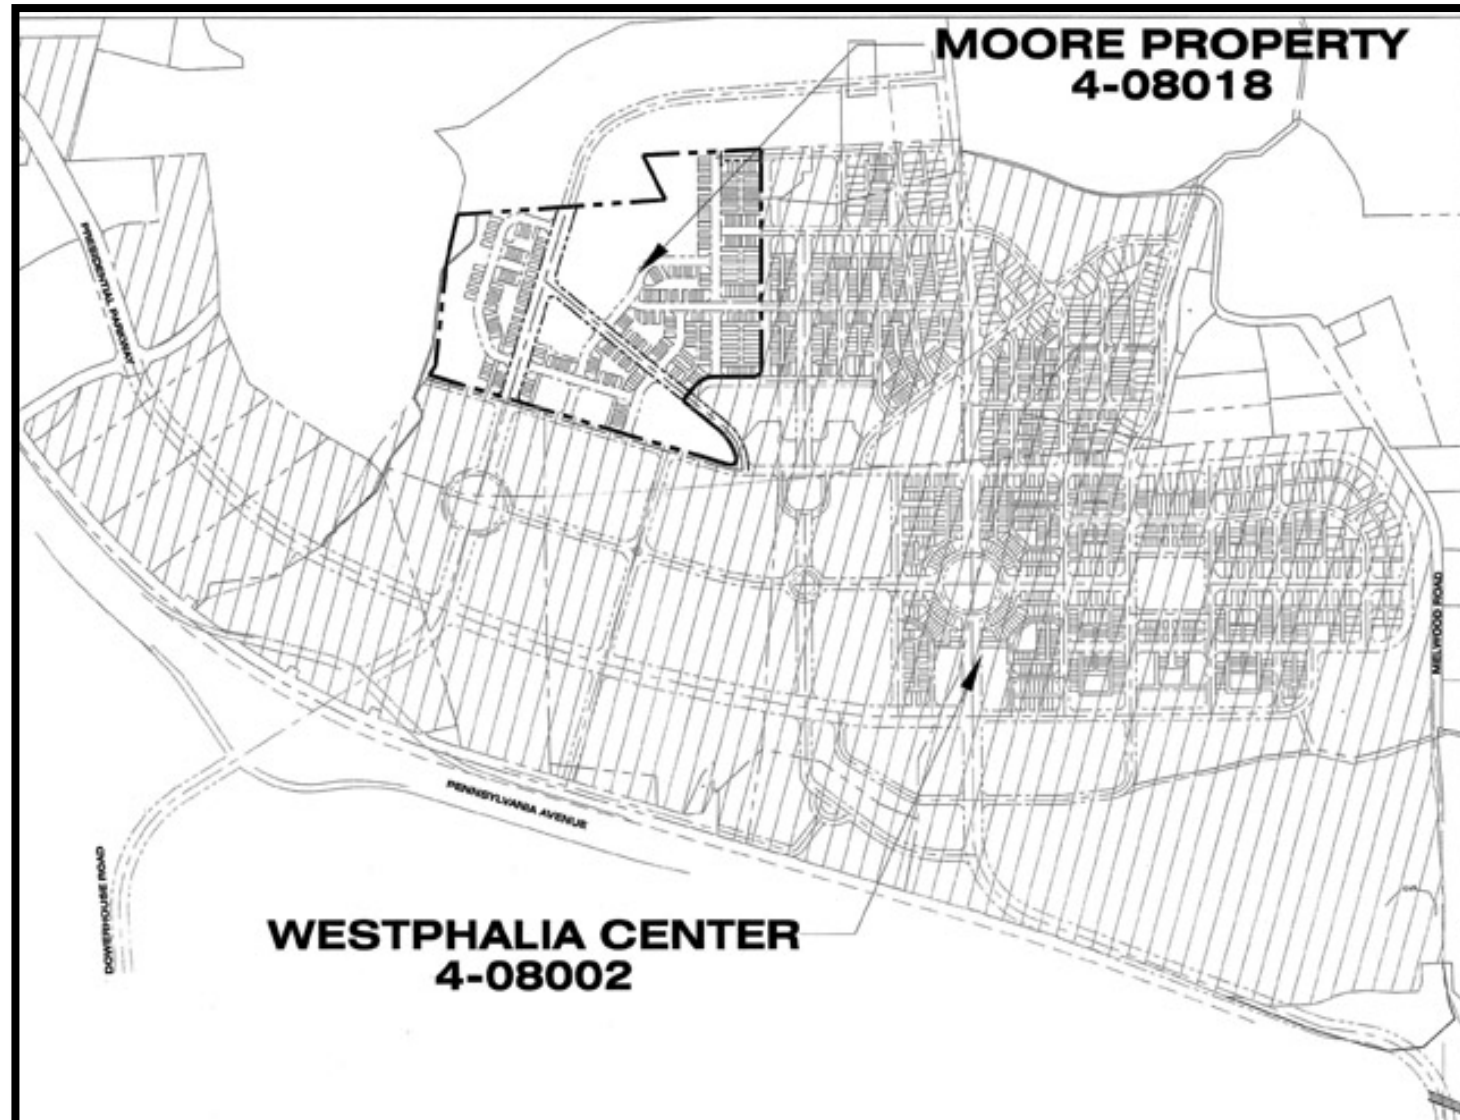 MOORE PROPERTY
4-08018
PRESIDENTIAL PARKWAY
MELWOOD ROAD
PENNSYLVANIA AVENUE
DOWERHOUSE ROAD
WESTPHALIA CENTER
4-08002